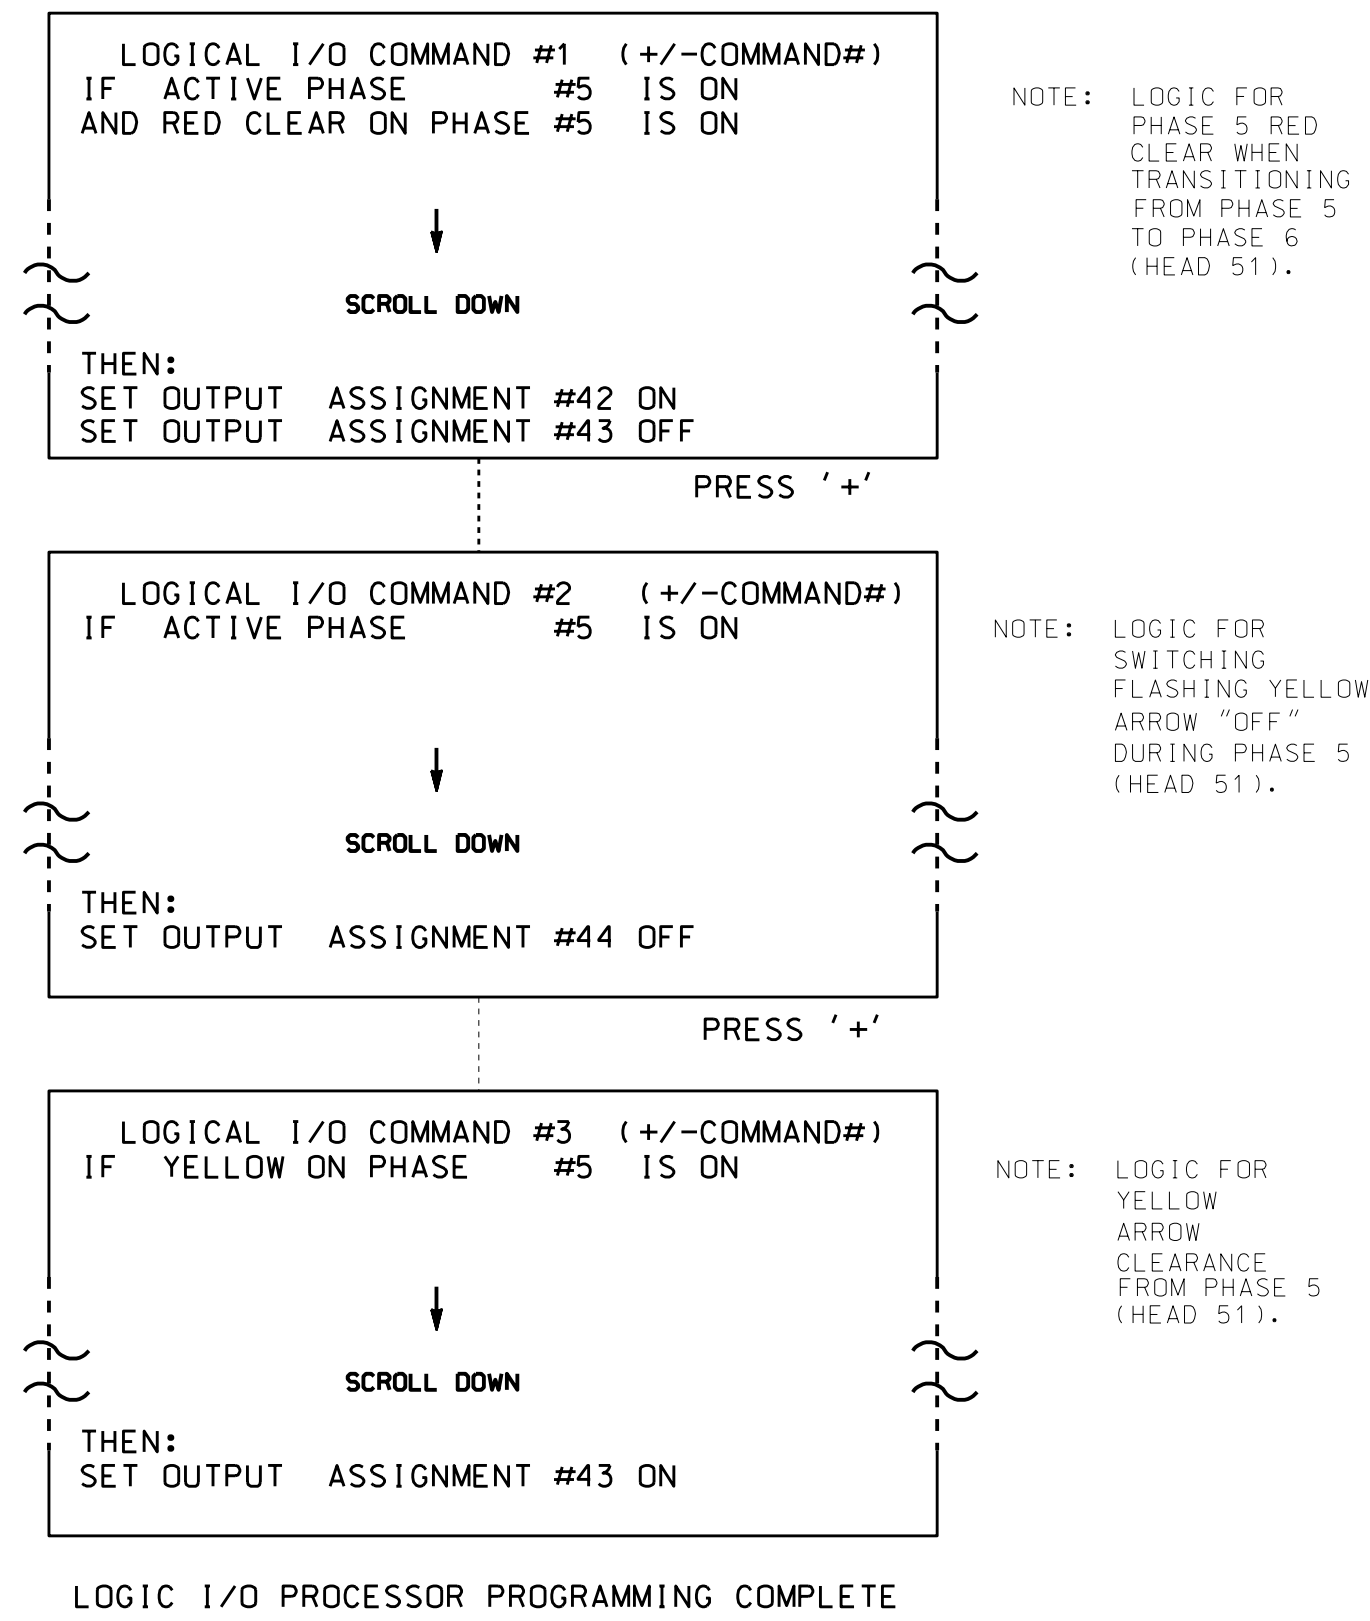 LOGICAL I/O COMMAND #1 (+/-COMMAND#)
IF ACTIVE PHASE #5 IS ON
AND RED CLEAR ON PHASE #5 IS ON
SCROLL DOWN
THEN:
SET OUTPUT ASSIGNMENT #42 ON
SET OUTPUT ASSIGNMENT #43 OFF
NOTE: LOGIC FOR
PHASE 5 RED
CLEAR WHEN
TRANSITIONING
FROM PHASE 5
TO PHASE 6
(HEAD 51).
PRESS '+'
LOGICAL I/O COMMAND #2 (+/-COMMAND#)
IF ACTIVE PHASE #5 IS ON
SCROLL DOWN
THEN:
SET OUTPUT ASSIGNMENT #44 OFF
NOTE: LOGIC FOR
SWITCHING
FLASHING YELLOW
ARROW "OFF"
DURING PHASE 5
(HEAD 51).
PRESS '+'
LOGICAL I/O COMMAND #3 (+/-COMMAND#)
IF YELLOW ON PHASE #5 IS ON
SCROLL DOWN
THEN:
SET OUTPUT ASSIGNMENT #43 ON
NOTE: LOGIC FOR
YELLOW
ARROW
CLEARANCE
FROM PHASE 5
(HEAD 51).
LOGIC I/O PROCESSOR PROGRAMMING COMPLETE